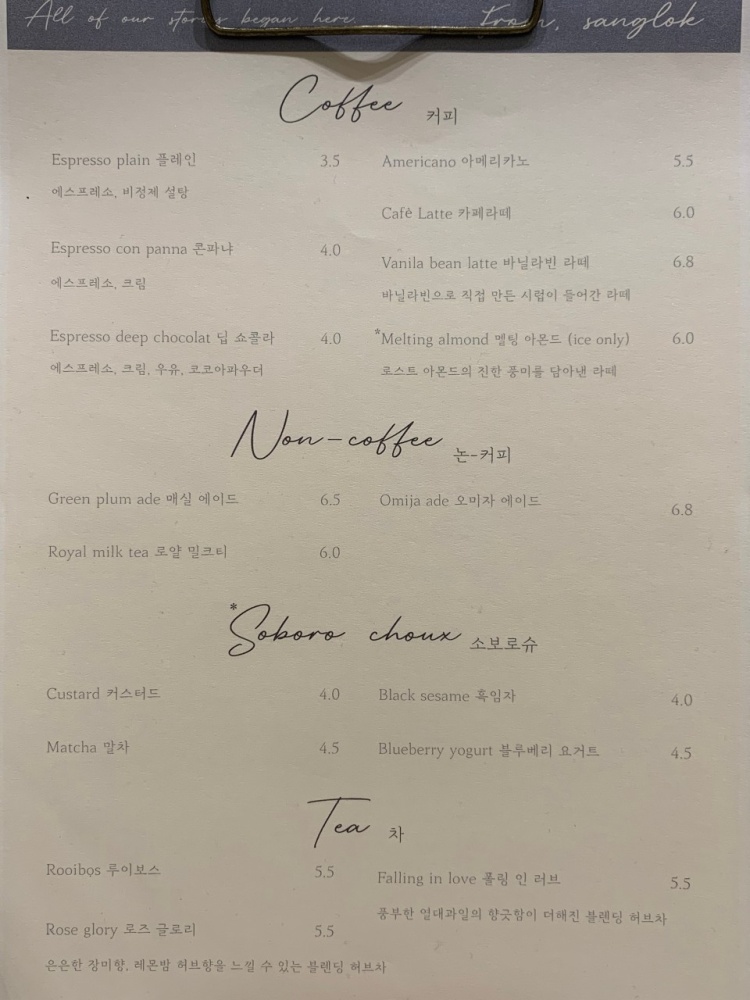 All of our stories began here.
From, sanglok
Coffee 커피
Espresso plain 플레인 3.5
에스프레소, 비정제 설탕
Espresso con panna 콘파냐 4.0
에스프레소, 크림
Espresso deep chocolat 딥 쇼콜라 4.0
에스프레소, 크림, 우유, 코코아파우더
Americano 아메리카노 5.5
Café Latte 카페라떼 6.0
Vanila bean latte 바닐라빈 라떼 6.8
바닐라빈으로 직접 만든 시럽이 들어간 라떼
*Melting almond 멜팅 아몬드 (ice only) 6.0
로스트 아몬드의 진한 풍미를 담아낸 라떼
Non-coffee 논-커피
Green plum ade 매실 에이드 6.5
Royal milk tea 로얄 밀크티 6.0
Omija ade 오미자 에이드 6.8
*Soboro choux 소보로슈
Custard 커스터드 4.0
Matcha 말차 4.5
Black sesame 흑임자 4.0
Blueberry yogurt 블루베리 요거트 4.5
Tea 차
Rooibos 루이보스 5.5
Rose glory 로즈 글로리 5.5
은은한 장미향, 레몬밤 허브향을 느낄 수 있는 블렌딩 허브차
Falling in love 폴링 인 러브 5.5
풍부한 열대과일의 향긋함이 더해진 블렌딩 허브차